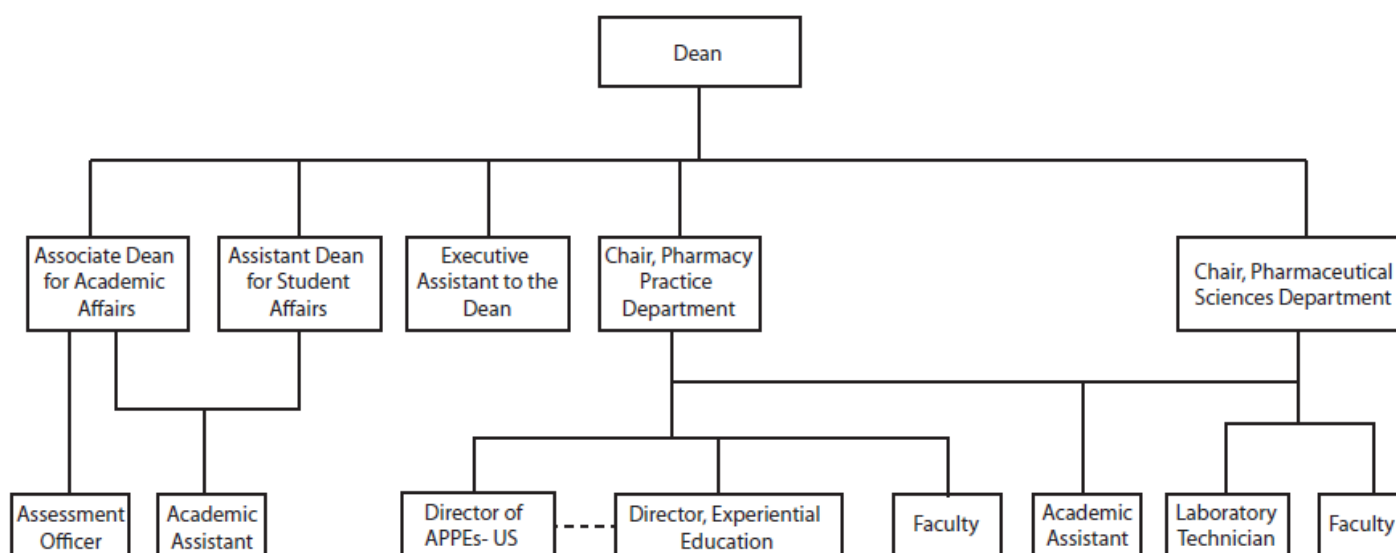 Dean
Associate Dean
for Academic
Affairs
Assistant Dean
for Student
Affairs
Executive
Assistant to the
Dean
Chair, Pharmacy
Practice
Department
Chair, Pharmaceutical
Sciences Department
Assessment
Officer
Academic
Assistant
Director of
APPEs- US
Director, Experiential
Education
Faculty
Academic
Assistant
Laboratory
Technician
Faculty